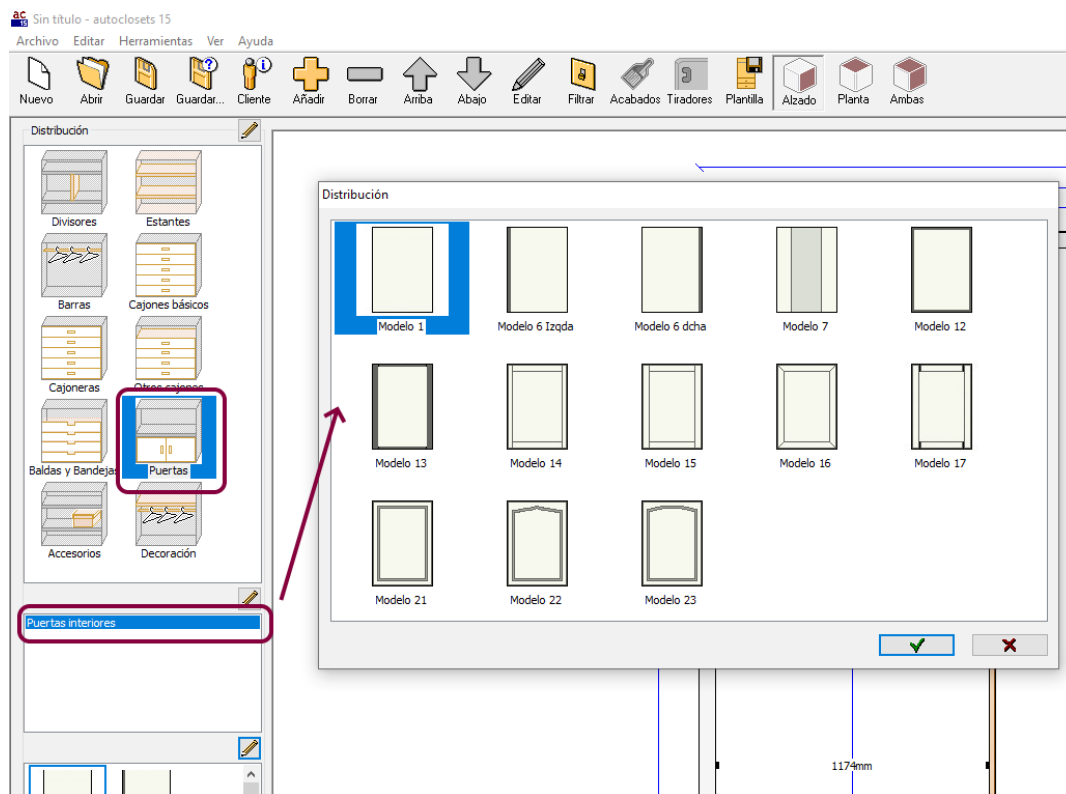 ac
15
Sin título - autoclosets 15
Archivo Editar Herramientas Ver Ayuda
Nuevo Abrir Guardar Guardar... Cliente Añadir Borrar Arriba Abajo Editar Filtrar Acabados Tiradores Plantilla Alzado Planta Ambas
Distribución
Divisores Estantes
Barras Cajones básicos
Cajoneras Otros cajones
Baldas y Bandejas Puertas
Accesorios Decoración
Puertas interiores
Distribución
Modelo 1 Modelo 6 Izqda Modelo 6 dcha Modelo 7 Modelo 12
Modelo 13 Modelo 14 Modelo 15 Modelo 16 Modelo 17
Modelo 21 Modelo 22 Modelo 23
1174mm